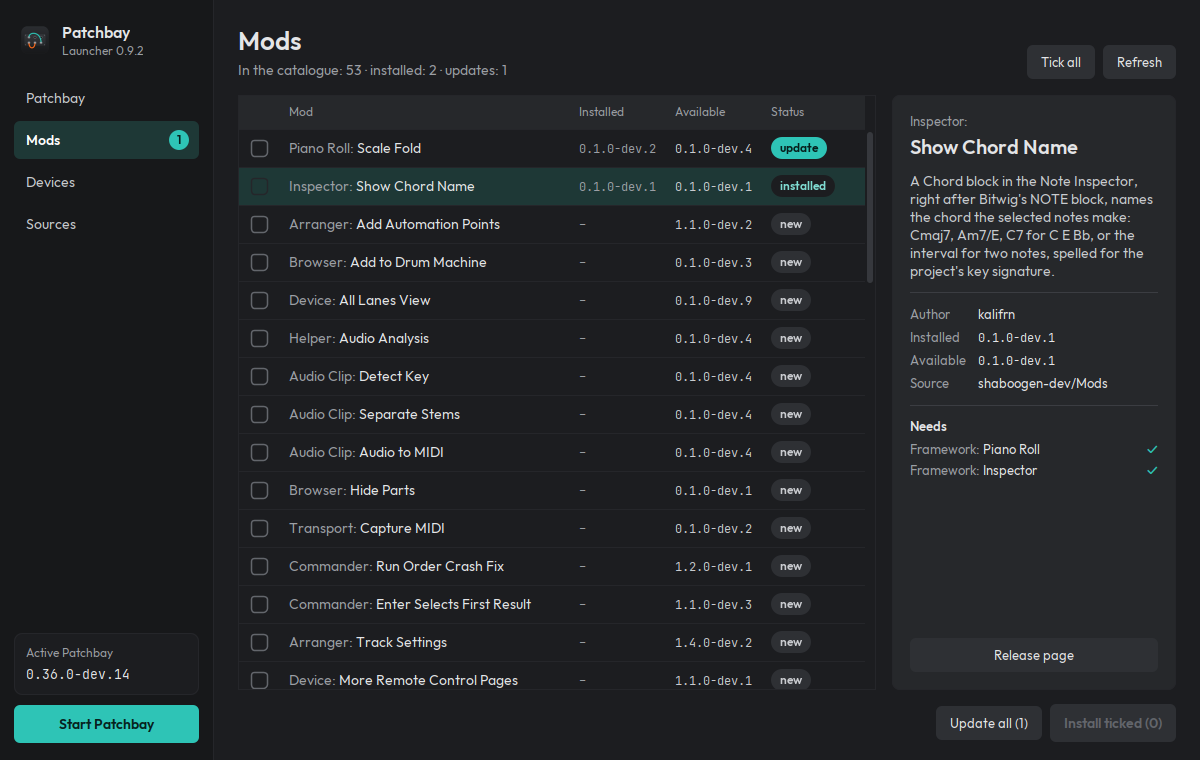 Patchbay
Launcher 0.9.2
Patchbay
Mods 1
Devices
Sources
Active Patchbay
0.36.0-dev.14
Start Patchbay
Mods
In the catalogue: 53 · installed: 2 · updates: 1
Tick all Refresh
Mod Installed Available Status
Piano Roll: Scale Fold 0.1.0-dev.2 0.1.0-dev.4 update
Inspector: Show Chord Name 0.1.0-dev.1 0.1.0-dev.1 installed
Arranger: Add Automation Points – 1.1.0-dev.2 new
Browser: Add to Drum Machine – 0.1.0-dev.3 new
Device: All Lanes View – 0.1.0-dev.9 new
Helper: Audio Analysis – 0.1.0-dev.4 new
Audio Clip: Detect Key – 0.1.0-dev.4 new
Audio Clip: Separate Stems – 0.1.0-dev.4 new
Audio Clip: Audio to MIDI – 0.1.0-dev.4 new
Browser: Hide Parts – 0.1.0-dev.1 new
Transport: Capture MIDI – 0.1.0-dev.2 new
Commander: Run Order Crash Fix – 1.2.0-dev.1 new
Commander: Enter Selects First Result – 1.1.0-dev.3 new
Arranger: Track Settings – 1.4.0-dev.2 new
Device: More Remote Control Pages – 1.1.0-dev.1 new
Inspector:
Show Chord Name
A Chord block in the Note Inspector,
right after Bitwig's NOTE block, names
the chord the selected notes make:
Cmaj7, Am7/E, C7 for C E Bb, or the
interval for two notes, spelled for the
project's key signature.
Author kalifrn
Installed 0.1.0-dev.1
Available 0.1.0-dev.1
Source shaboogen-dev/Mods
Needs
Framework: Piano Roll
Framework: Inspector
Release page
Update all (1) Install ticked (0)